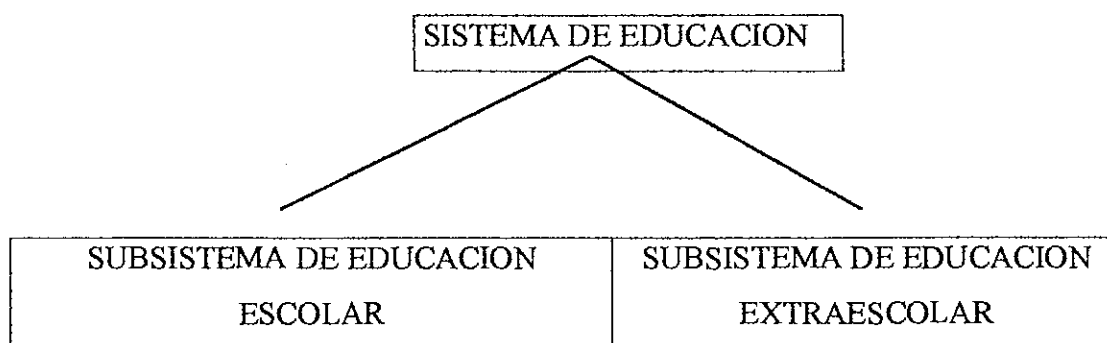 SISTEMA DE EDUCACION
SUBSISTEMA DE EDUCACION
ESCOLAR
SUBSISTEMA DE EDUCACION
EXTRAESCOLAR